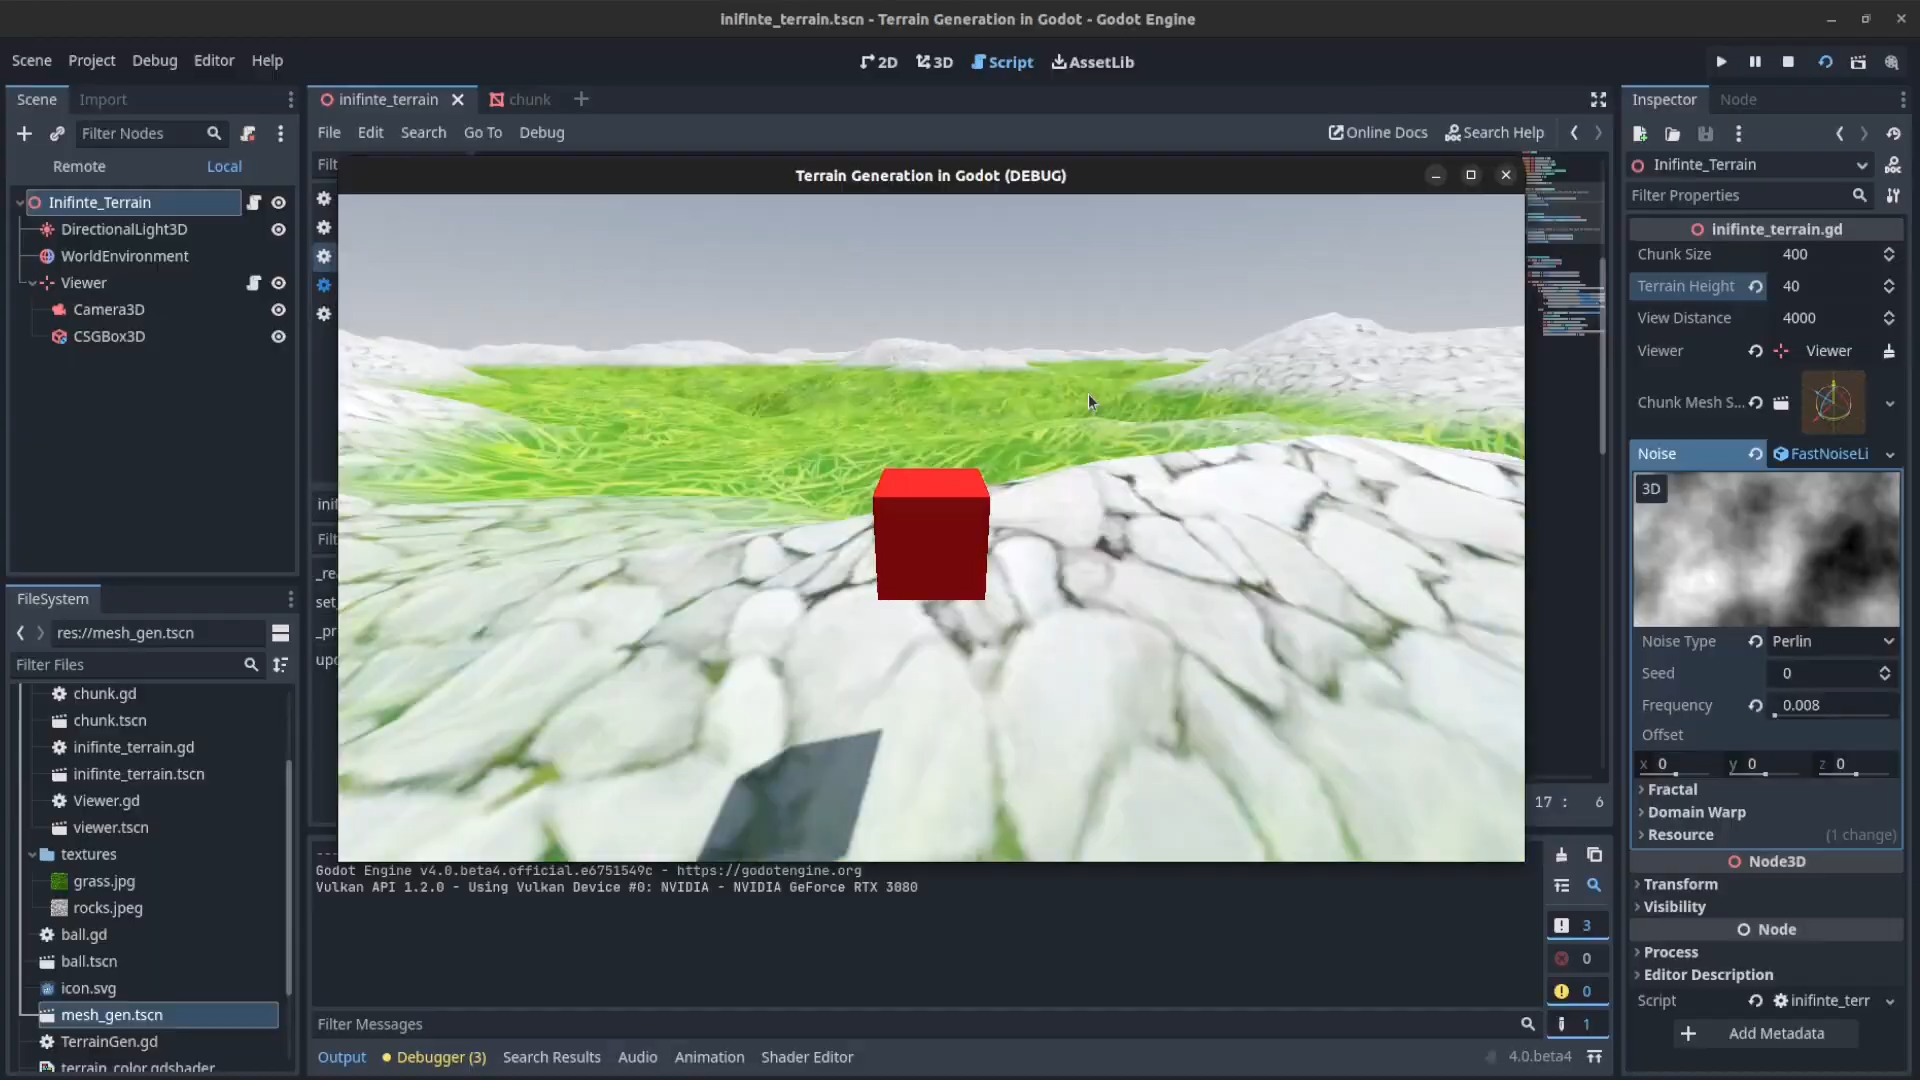 inifinte_terrain.tscn - Terrain Generation in Godot - Godot Engine
Scene Project Debug Editor Help
2D 3D Script AssetLib
Scene Import
Filter Nodes
Remote Local
Inifinte_Terrain
DirectionalLight3D
WorldEnvironment
Viewer
Camera3D
CSGBox3D
FileSystem
res://mesh_gen.tscn
Filter Files
chunk.gd
chunk.tscn
inifinte_terrain.gd
inifinte_terrain.tscn
Viewer.gd
viewer.tscn
textures
grass.jpg
rocks.jpeg
ball.gd
ball.tscn
icon.svg
mesh_gen.tscn
TerrainGen.gd
terrain_color.gdshader
inifinte_terrain chunk
File Edit Search Go To Debug
Online Docs Search Help
Filt
Terrain Generation in Godot (DEBUG)
inif
Filt
_re
set
_pr
upd
17 : 6
Godot Engine v4.0.beta4.official.e6751549c - https://godotengine.org
Vulkan API 1.2.0 - Using Vulkan Device #0: NVIDIA - NVIDIA GeForce RTX 3080
3
0
0
1
Filter Messages
Output Debugger (3) Search Results Audio Animation Shader Editor
4.0.beta4
Inspector Node
Inifinte_Terrain
Filter Properties
inifinte_terrain.gd
Chunk Size 400
Terrain Height 40
View Distance 4000
Viewer Viewer
Chunk Mesh S...
Noise FastNoiseLi
3D
Noise Type Perlin
Seed 0
Frequency 0.008
Offset
x 0 y 0 z 0
Fractal
Domain Warp
Resource (1 change)
Node3D
Transform
Visibility
Node
Process
Editor Description
Script inifinte_terr
Add Metadata